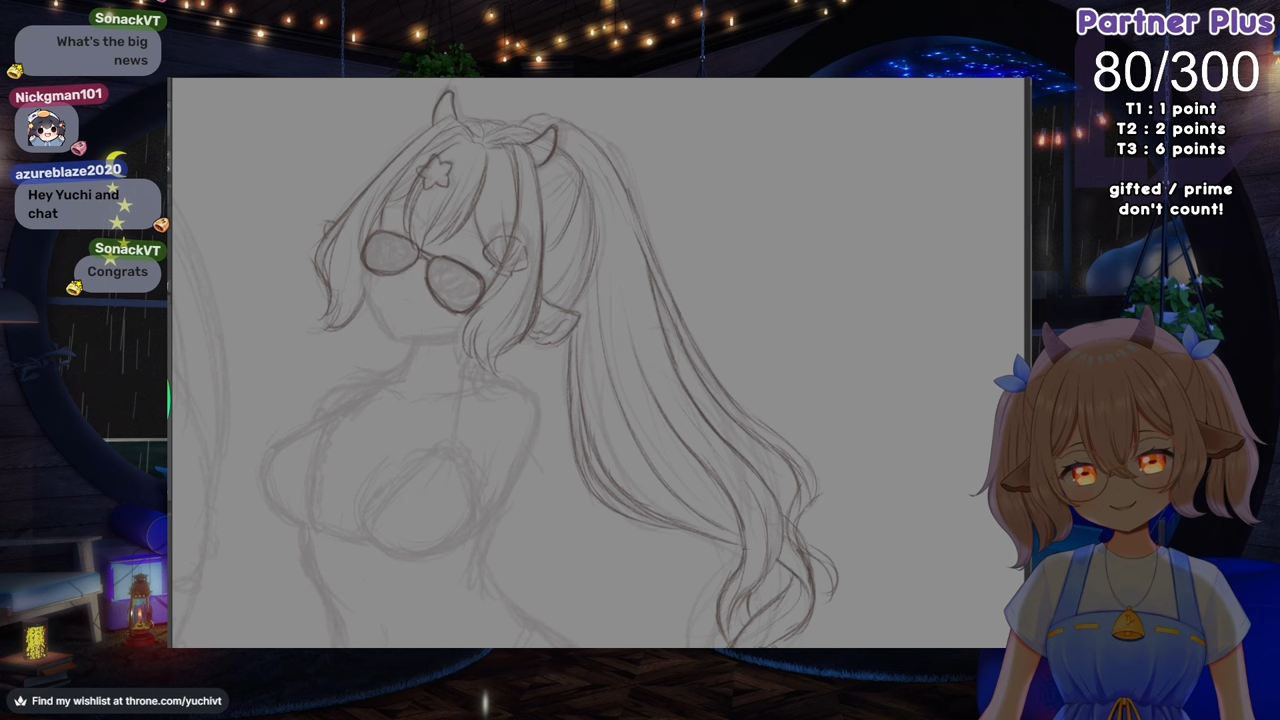 SonackVT
What's the big
news
Nickgman101
azureblaze2020
Hey Yuchi and
chat
SonackVT
Congrats
Partner Plus
80/300
T1 : 1 point
T2 : 2 points
T3 : 6 points
gifted / prime
don't count!
Find my wishlist at throne.com/yuchivt